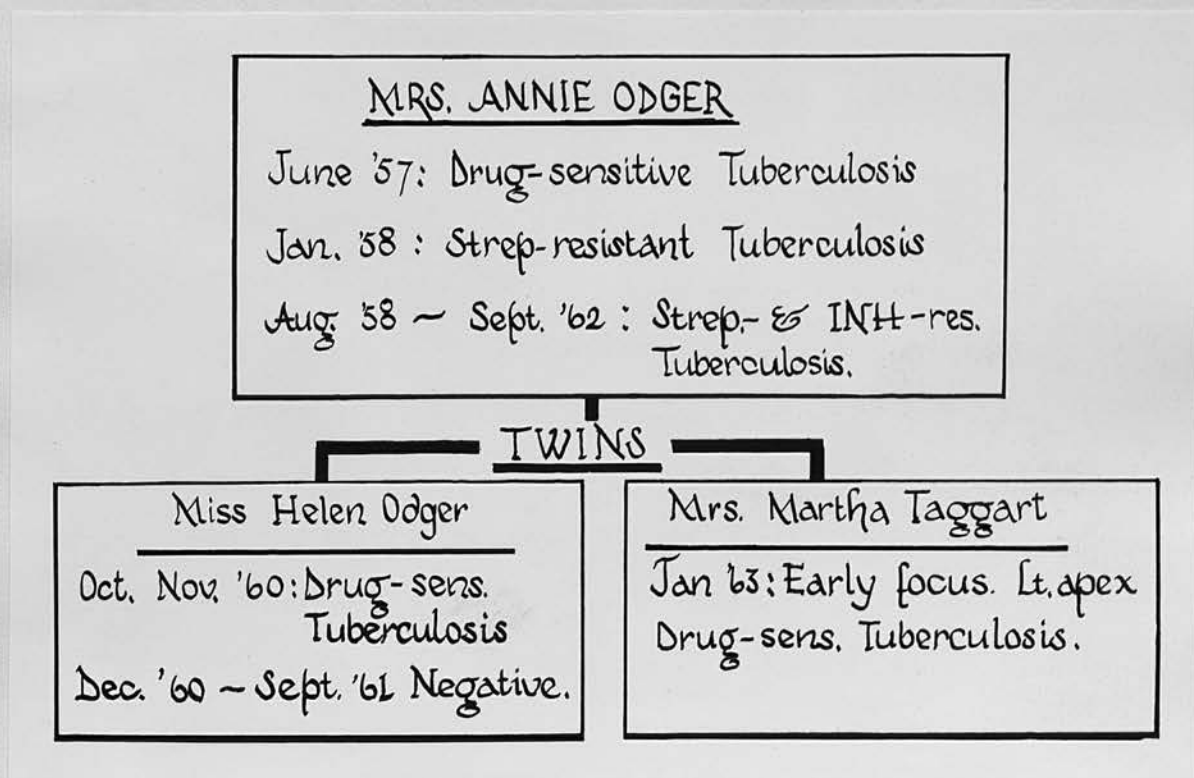 MRS. ANNIE ODGER
June '57: Drug-sensitive Tuberculosis
Jan. '58 : Strep-resistant Tuberculosis
Aug. '58 ~ Sept. '62 : Strep.- & INH-res.
Tuberculosis.
TWINS
Miss Helen Odger
Oct. Nov. '60: Drug-sens.
Tuberculosis
Dec. '60 ~ Sept. '61 Negative.
Mrs. Martha Taggart
Jan '63: Early focus. Lt. apex
Drug-sens. Tuberculosis.